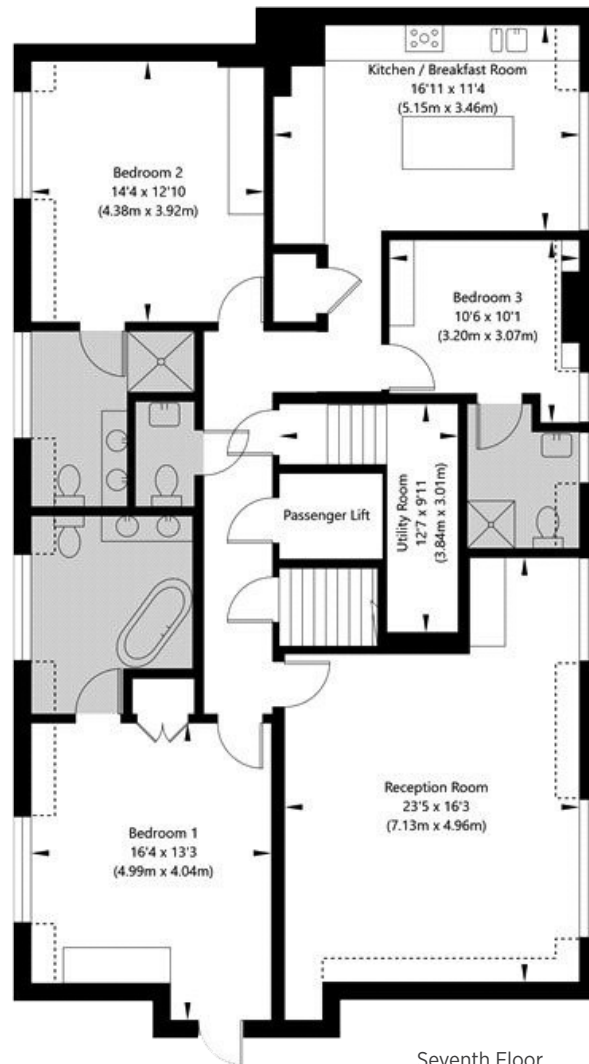 Kitchen / Breakfast Room
16'11 x 11'4
(5.15m x 3.46m)
Bedroom 2
14'4 x 12'10
(4.38m x 3.92m)
Bedroom 3
10'6 x 10'1
(3.20m x 3.07m)
Passenger Lift
Utility Room
12'7 x 9'11
(3.84m x 3.01m)
Reception Room
23'5 x 16'3
(7.13m x 4.96m)
Bedroom 1
16'4 x 13'3
(4.99m x 4.04m)
Seventh Floor